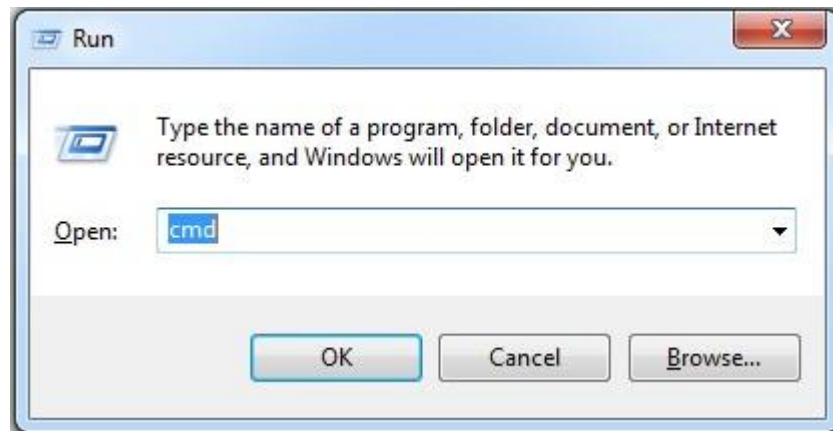 Run
Type the name of a program, folder, document, or Internet
resource, and Windows will open it for you.
Open: cmd
OK Cancel Browse...